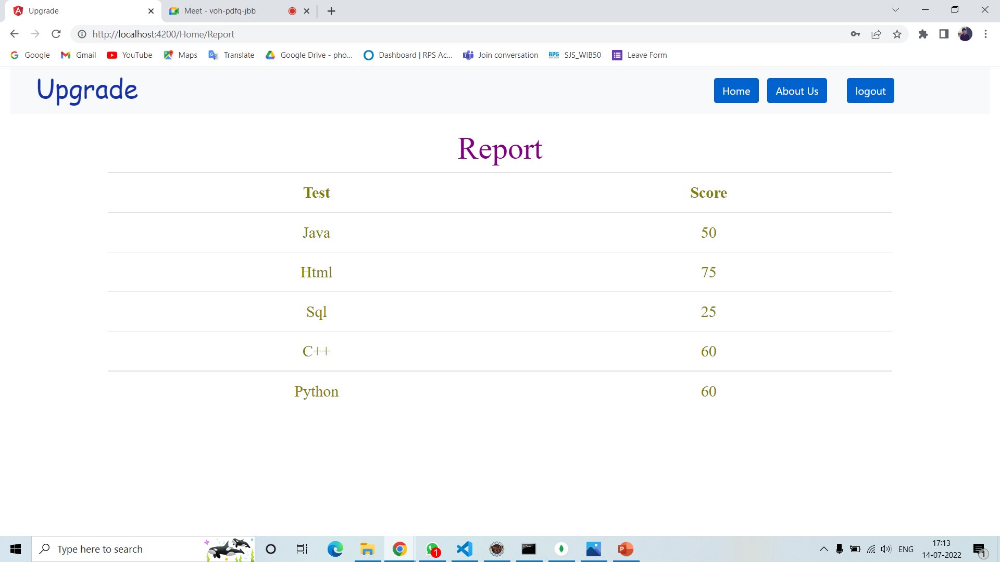 Upgrade
Meet - voh-pdfq-jbb
http://localhost:4200/Home/Report
Google
Gmail
YouTube
Maps
Translate
Google Drive - pho...
Dashboard | RPS Ac...
Join conversation
RPS
SJS_WIB50
Leave Form
Upgrade
Home
About Us
logout
Report
Test Score
Java 50
Html 75
Sql 25
C++ 60
Python 60
Type here to search
1
ENG
17:13
14-07-2022
1